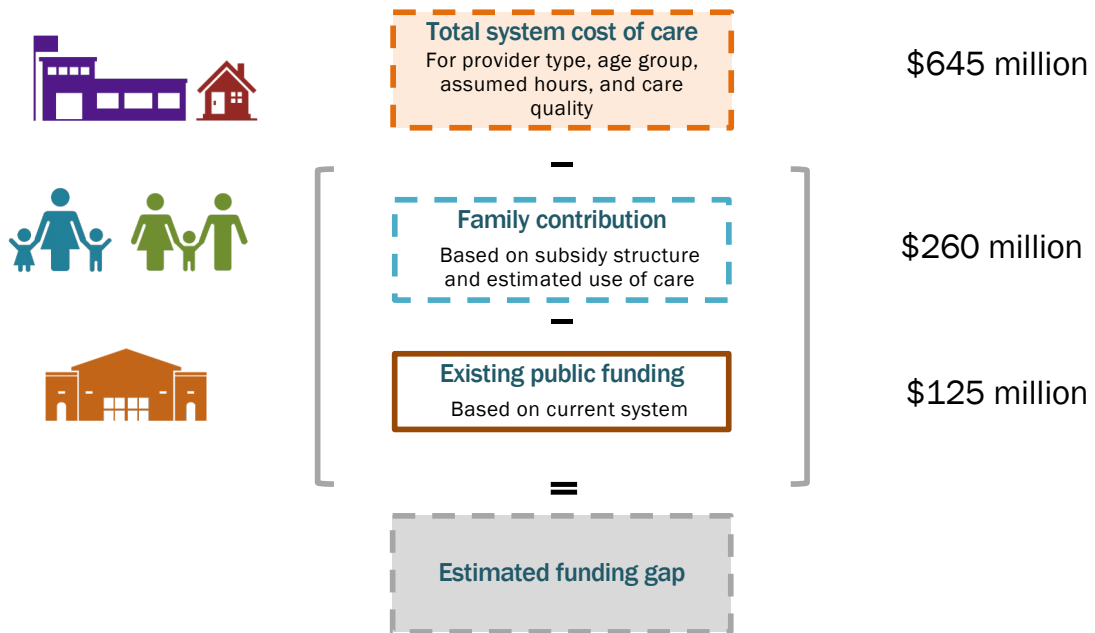 Total system cost of care
For provider type, age group,
assumed hours, and care
quality
$645 million
–
Family contribution
Based on subsidy structure
and estimated use of care
$260 million
–
Existing public funding
Based on current system
$125 million
=
Estimated funding gap